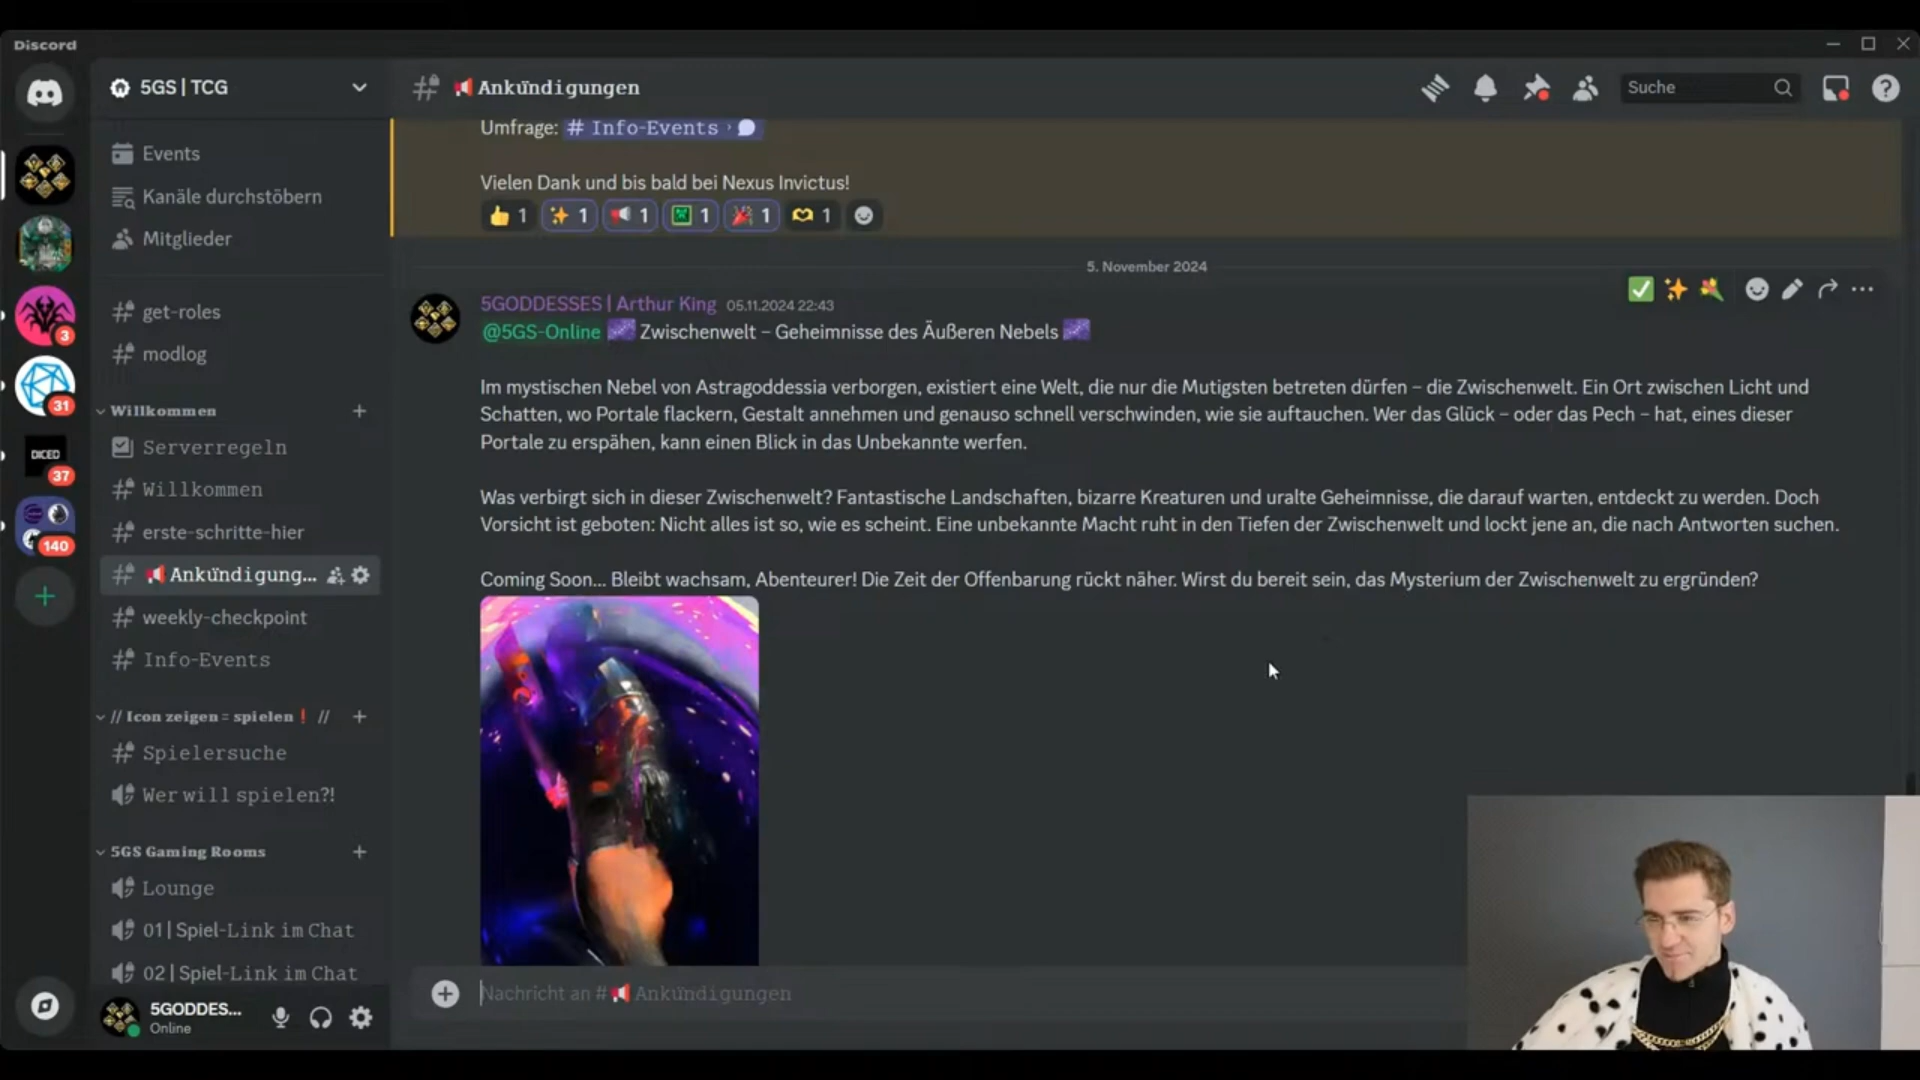 Discord
5GS | TCG
Ankündigungen
Suche
Events
Kanäle durchstöbern
Mitglieder
get-roles
modlog
Willkommen
Serverregeln
Willkommen
erste-schritte-hier
Ankündigung...
weekly-checkpoint
Info-Events
// Icon zeigen = spielen❗ //
Spielersuche
Wer will spielen?!
5GS Gaming Rooms
Lounge
01 | Spiel-Link im Chat
02 | Spiel-Link im Chat
5GODDES...
Online
3
31
DICED
37
140
Umfrage: # Info-Events ›
Vielen Dank und bis bald bei Nexus Invictus!
1 1 1 1 1 1
5. November 2024
5GODDESSES | Arthur King 05.11.2024 22:43
@5GS-Online Zwischenwelt – Geheimnisse des Äußeren Nebels
Im mystischen Nebel von Astragoddessia verborgen, existiert eine Welt, die nur die Mutigsten betreten dürfen – die Zwischenwelt. Ein Ort zwischen Licht und
Schatten, wo Portale flackern, Gestalt annehmen und genauso schnell verschwinden, wie sie auftauchen. Wer das Glück – oder das Pech – hat, eines dieser
Portale zu erspähen, kann einen Blick in das Unbekannte werfen.
Was verbirgt sich in dieser Zwischenwelt? Fantastische Landschaften, bizarre Kreaturen und uralte Geheimnisse, die darauf warten, entdeckt zu werden. Doch
Vorsicht ist geboten: Nicht alles ist so, wie es scheint. Eine unbekannte Macht ruht in den Tiefen der Zwischenwelt und lockt jene an, die nach Antworten suchen.
Coming Soon... Bleibt wachsam, Abenteurer! Die Zeit der Offenbarung rückt näher. Wirst du bereit sein, das Mysterium der Zwischenwelt zu ergründen?
Nachricht an # Ankündigungen